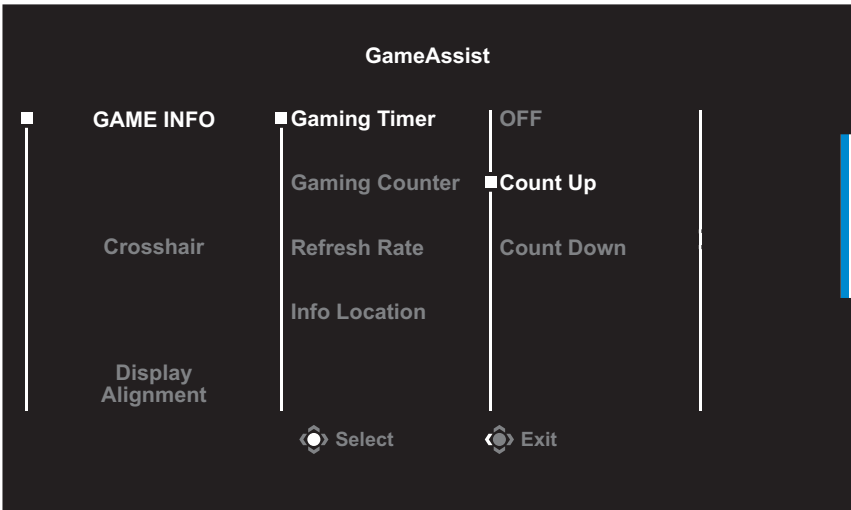 GameAssist
GAME INFO
Gaming Timer
OFF
Gaming Counter
Count Up
Crosshair
Refresh Rate
Count Down
Info Location
Display
Alignment
Select
Exit